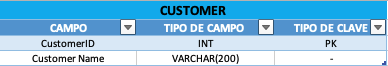 CUSTOMER
CAMPO TIPO DE CAMPO TIPO DE CLAVE
CustomerID INT PK
Customer Name VARCHAR(200) -